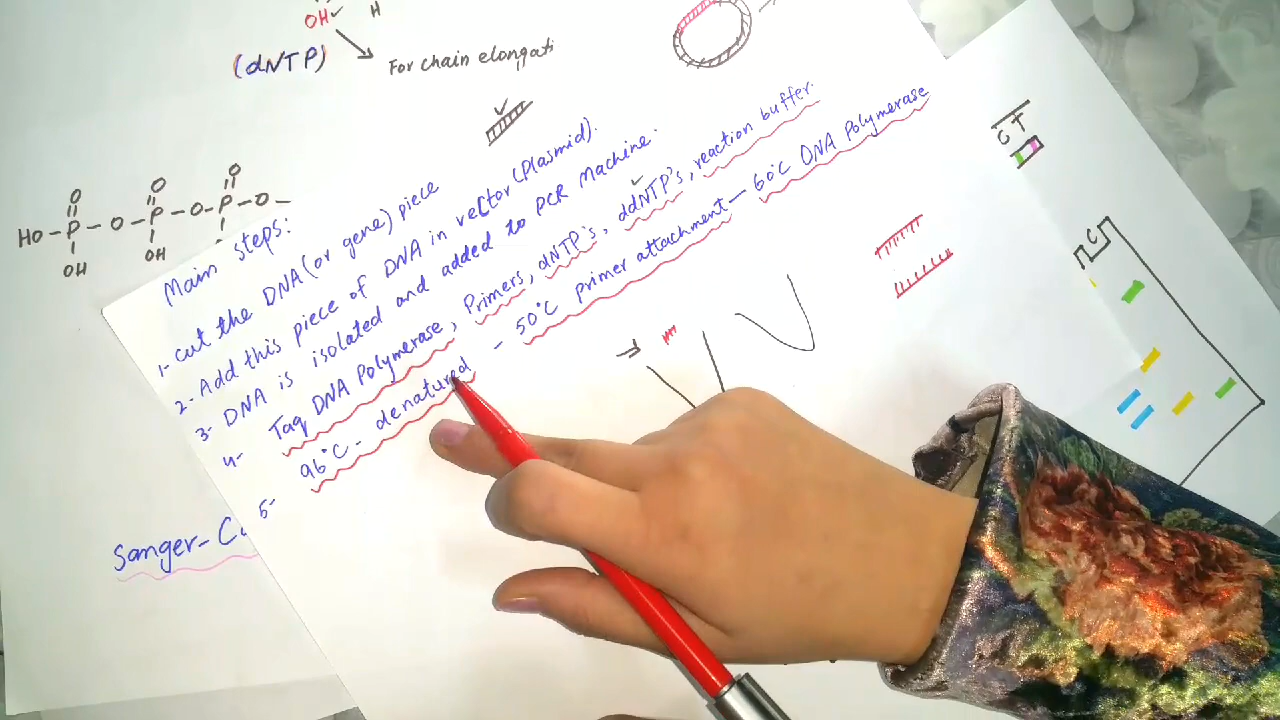 OH H
(dNTP)
For chain elongati
O O O
HO-P-O-P-O-P-O-
OH OH
Main steps:
1- cut the DNA (or gene) piece
2- Add this piece of DNA in vector (Plasmid).
3- DNA is isolated and added to PCR Machine.
4- Taq DNA Polymerase, Primers, dNTP's, ddNTP's, reaction buffer.
5- 96°C - denatured - 50°C primer attachment - 60°C DNA Polymerase
Sanger-Co
C T
C